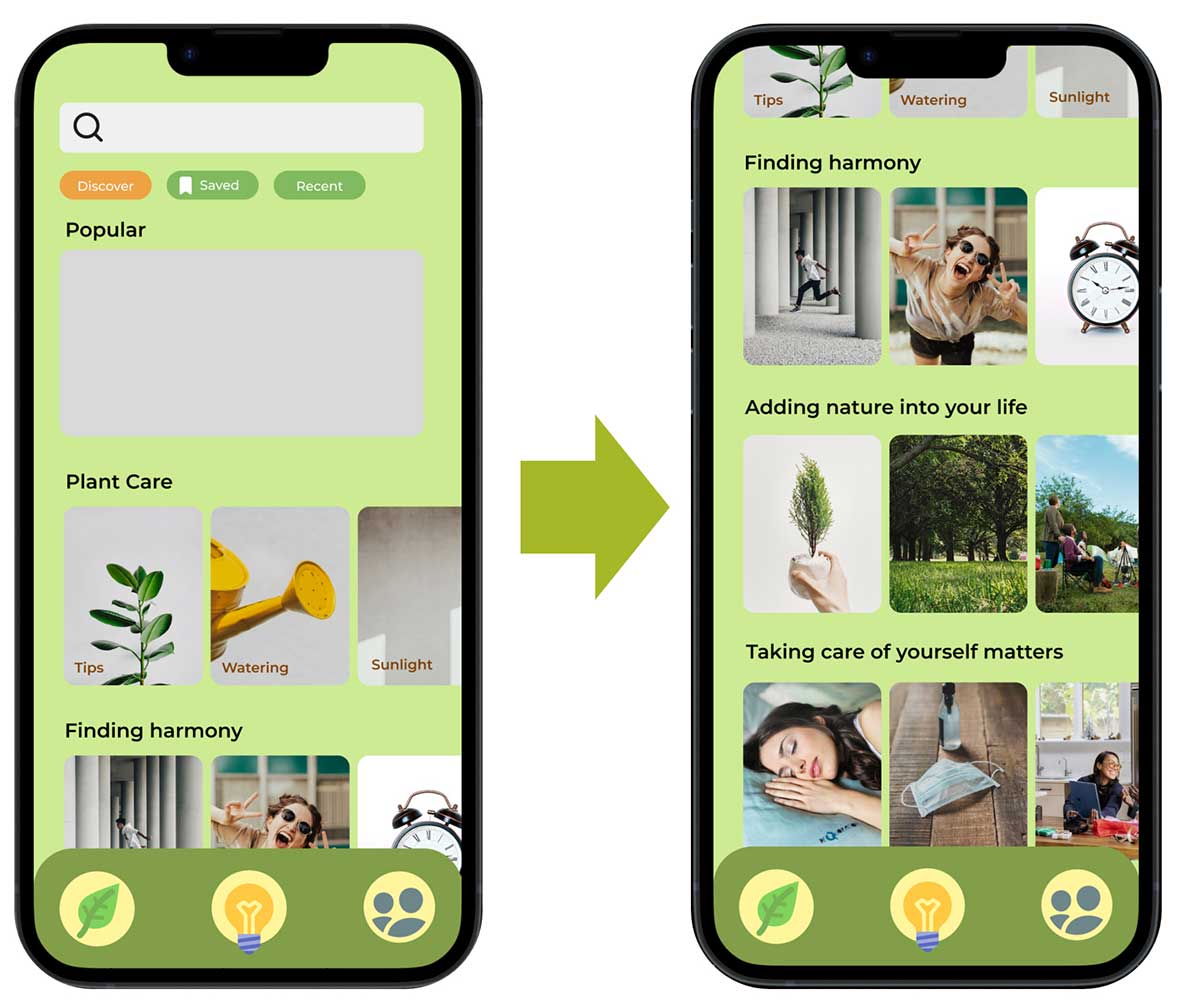 Discover
Saved
Recent
Popular
Plant Care
Tips
Watering
Sunlight
Finding harmony
Tips
Watering
Sunlight
Finding harmony
Adding nature into your life
Taking care of yourself matters